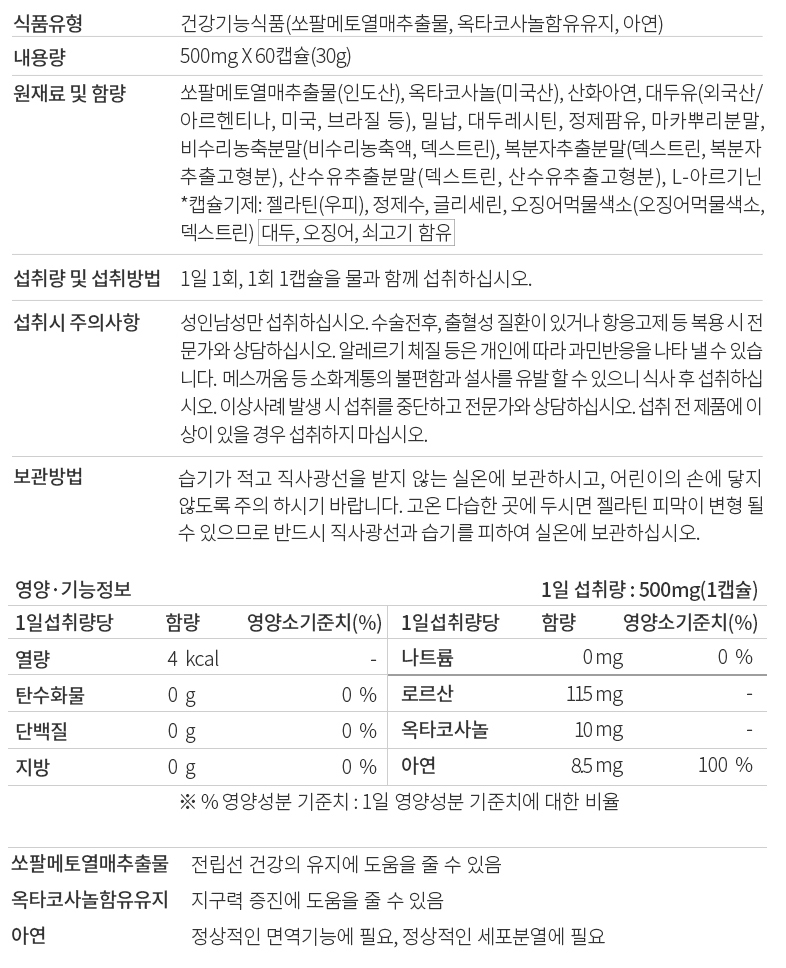 식품유형 건강기능식품(쏘팔메토열매추출물, 옥타코사놀함유유지, 아연)
내용량 500mg X 60캡슐(30g)
원재료 및 함량 쏘팔메토열매추출물(인도산), 옥타코사놀(미국산), 산화아연, 대두유(외국산/
아르헨티나, 미국, 브라질 등), 밀납, 대두레시틴, 정제팜유, 마카뿌리분말,
비수리농축분말(비수리농축액, 덱스트린), 복분자추출분말(덱스트린, 복분자
추출고형분), 산수유추출분말(덱스트린, 산수유추출고형분), L-아르기닌
*캡슐기제: 젤라틴(우피), 정제수, 글리세린, 오징어먹물색소(오징어먹물색소,
덱스트린) 대두, 오징어, 쇠고기 함유
섭취량 및 섭취방법 1일 1회, 1회 1캡슐을 물과 함께 섭취하십시오.
섭취시 주의사항 성인남성만 섭취하십시오. 수술전후, 출혈성 질환이 있거나 항응고제 등 복용 시 전
문가와 상담하십시오. 알레르기 체질 등은 개인에 따라 과민반응을 나타 낼 수 있습
니다. 메스꺼움 등 소화계통의 불편함과 설사를 유발 할 수 있으니 식사 후 섭취하십
시오. 이상사례 발생 시 섭취를 중단하고 전문가와 상담하십시오. 섭취 전 제품에 이
상이 있을 경우 섭취하지 마십시오.
보관방법 습기가 적고 직사광선을 받지 않는 실온에 보관하시고, 어린이의 손에 닿지
않도록 주의 하시기 바랍니다. 고온 다습한 곳에 두시면 젤라틴 피막이 변형 될
수 있으므로 반드시 직사광선과 습기를 피하여 실온에 보관하십시오.
영양·기능정보 1일 섭취량 : 500mg(1캡슐)
1일섭취량당 함량 영양소기준치(%) 1일섭취량당 함량 영양소기준치(%)
열량 4 kcal - 나트륨 0 mg 0 %
탄수화물 0 g 0 % 로르산 115 mg -
단백질 0 g 0 % 옥타코사놀 10 mg -
지방 0 g 0 % 아연 8.5 mg 100 %
※ % 영양성분 기준치 : 1일 영양성분 기준치에 대한 비율
쏘팔메토열매추출물 전립선 건강의 유지에 도움을 줄 수 있음
옥타코사놀함유유지 지구력 증진에 도움을 줄 수 있음
아연 정상적인 면역기능에 필요, 정상적인 세포분열에 필요